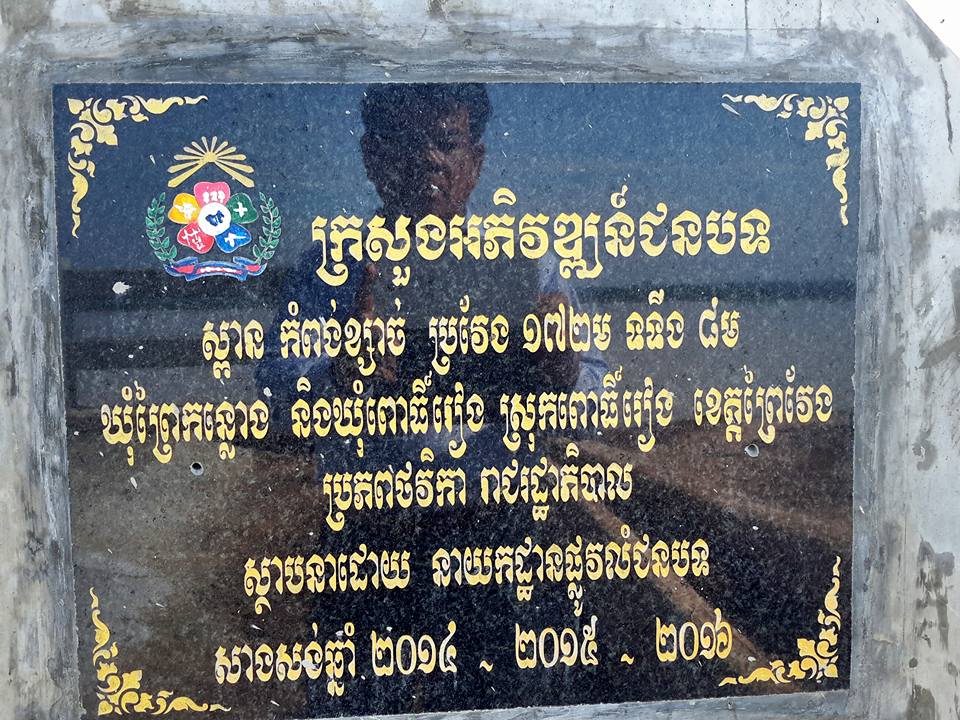 ក្រសួងអភិវឌ្ឍន៍ជនបទ
ស្ពាន កំពង់ខ្សាច់ ប្រវែង ១៧២ម ទទឹង ៨ម
ឃុំព្រៃកន្លោង និងឃុំពោធិ៍រៀង ស្រុកពោធិ៍រៀង ខេត្តព្រៃវែង
ប្រភពថវិកា រាជរដ្ឋាភិបាល
ស្ថាបនាដោយ នាយកដ្ឋានផ្លូវលំជនបទ
សាងសង់ឆ្នាំ ២០១៤ ~ ២០១៥ ~ ២០១៦